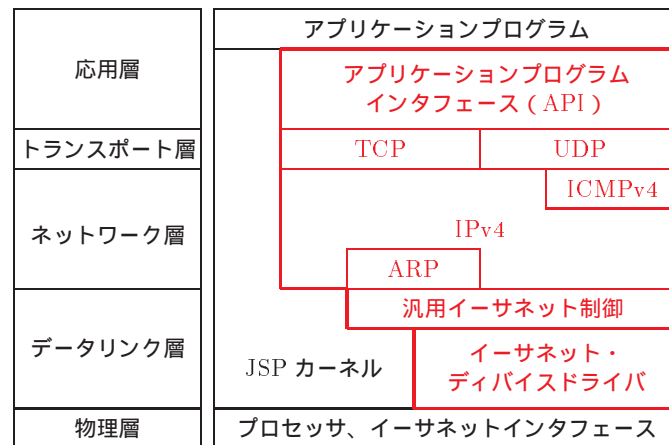 アプリケーションプログラム
応用層
アプリケーションプログラム
インタフェース ( API )
トランスポート層
TCP
UDP
ICMPv4
ネットワーク層
IPv4
ARP
汎用イーサネット制御
データリンク層
JSP カーネル
イーサネット・
ディバイスドライバ
物理層
プロセッサ、イーサネットインタフェース